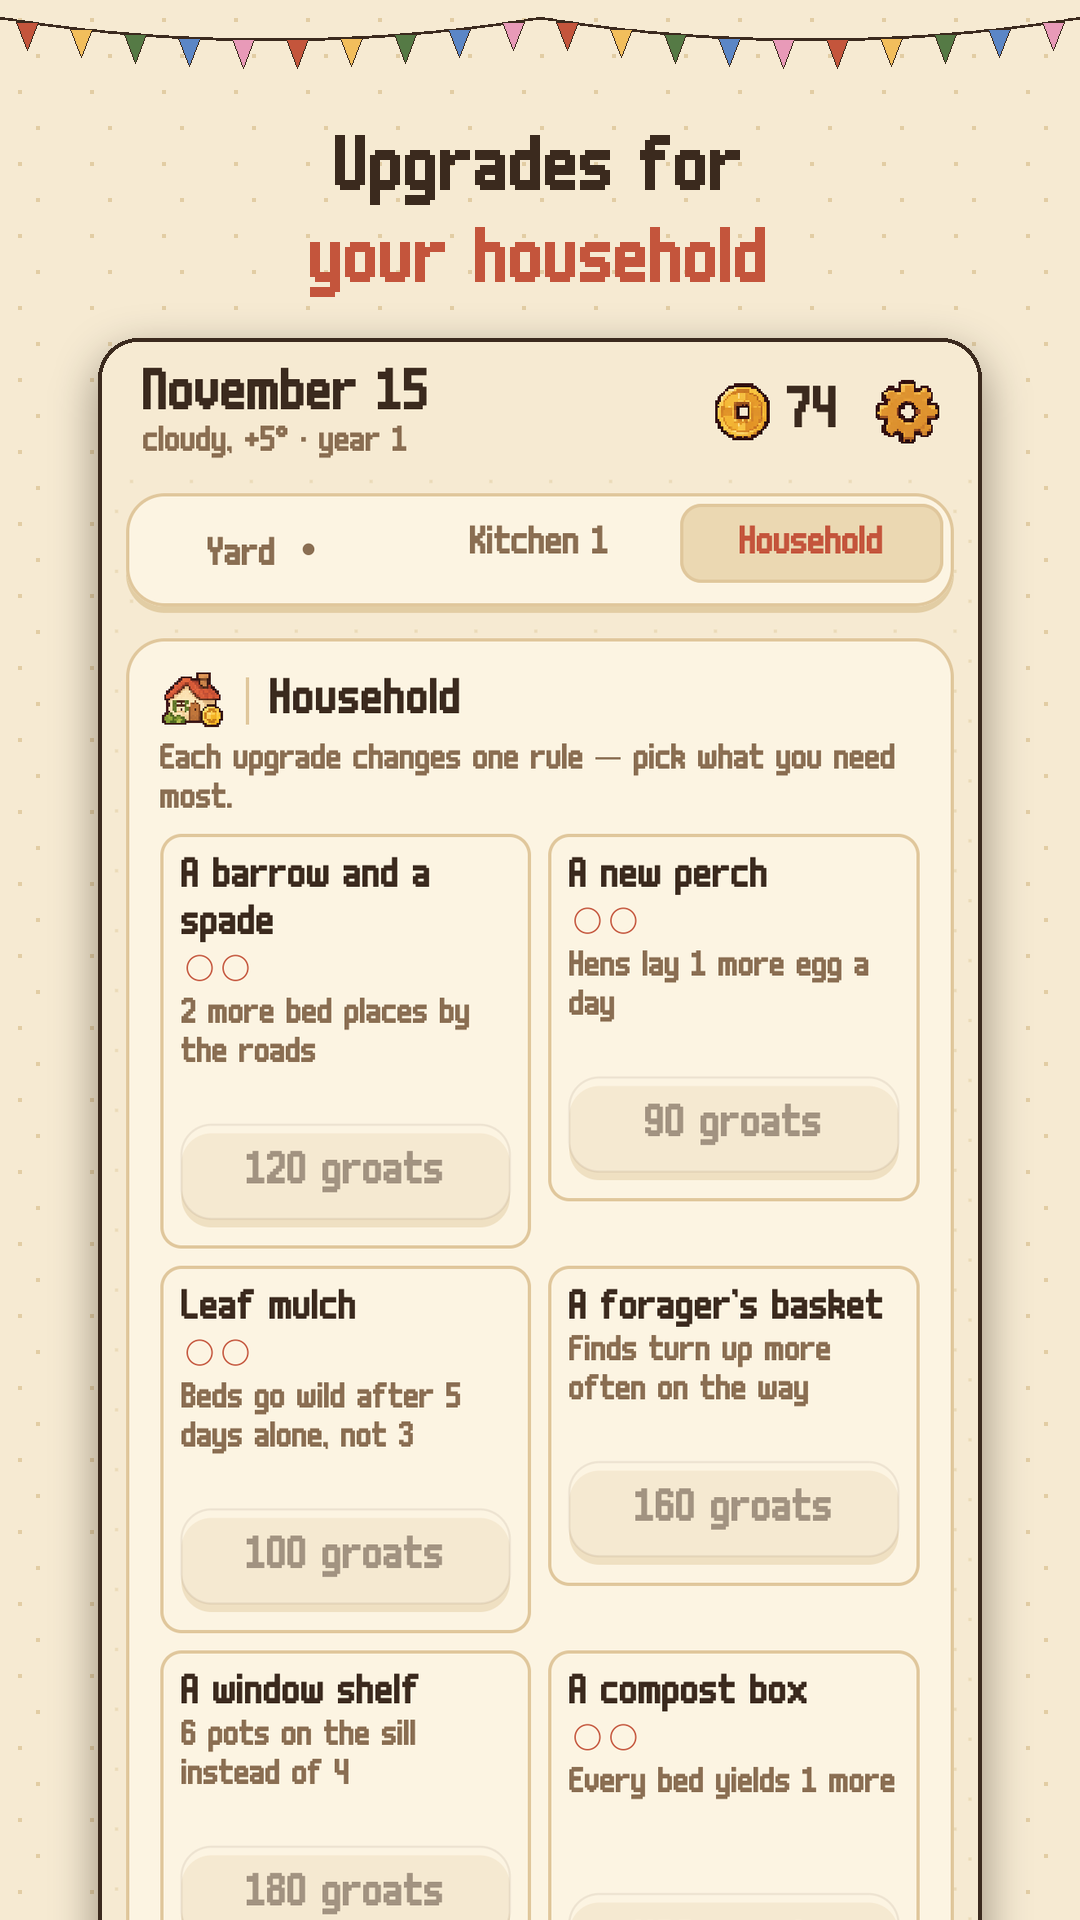 Upgrades for
your household
November 15
cloudy, +5° · year 1
74
Yard •
Kitchen 1
Household
Household
Each upgrade changes one rule — pick what you need
most.
A barrow and a
spade
2 more bed places by
the roads
120 groats
A new perch
Hens lay 1 more egg a
day
90 groats
Leaf mulch
Beds go wild after 5
days alone, not 3
100 groats
A forager's basket
Finds turn up more
often on the way
160 groats
A window shelf
6 pots on the sill
instead of 4
180 groats
A compost box
Every bed yields 1 more